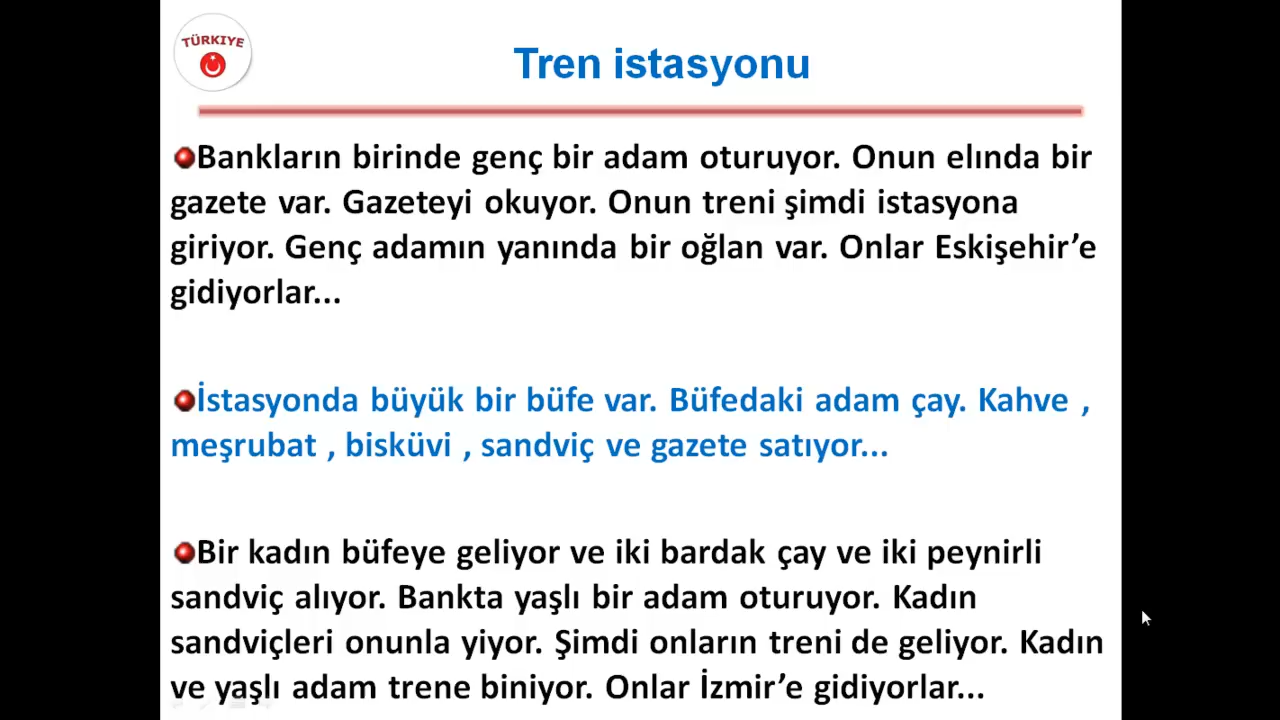 TÜRKIYE
Tren istasyonu
Bankların birinde genç bir adam oturuyor. Onun elında bir
gazete var. Gazeteyi okuyor. Onun treni şimdi istasyona
giriyor. Genç adamın yanında bir oğlan var. Onlar Eskişehir’e
gidiyorlar...
İstasyonda büyük bir büfe var. Büfedaki adam çay. Kahve ,
meşrubat , bisküvi , sandviç ve gazete satıyor...
Bir kadın büfeye geliyor ve iki bardak çay ve iki peynirli
sandviç alıyor. Bankta yaşlı bir adam oturuyor. Kadın
sandviçleri onunla yiyor. Şimdi onların treni de geliyor. Kadın
ve yaşlı adam trene biniyor. Onlar İzmir’e gidiyorlar...